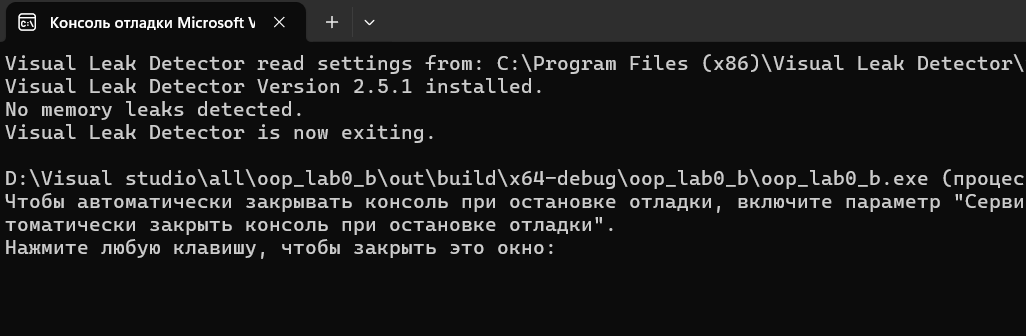 Консоль отладки Microsoft V
Visual Leak Detector read settings from: C:\Program Files (x86)\Visual Leak Detector\
Visual Leak Detector Version 2.5.1 installed.
No memory leaks detected.
Visual Leak Detector is now exiting.
D:\Visual studio\all\oop_lab0_b\out\build\x64-debug\oop_lab0_b\oop_lab0_b.exe (процес
Чтобы автоматически закрывать консоль при остановке отладки, включите параметр "Серви
томатически закрыть консоль при остановке отладки".
Нажмите любую клавишу, чтобы закрыть это окно: